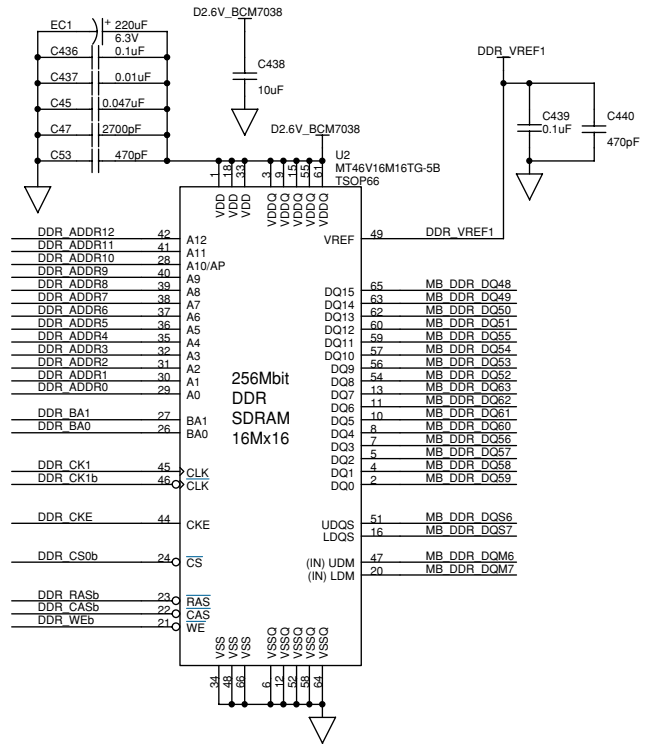 EC1 + 220uF
6.3V
C436 0.1uF
C437 0.01uF
C45 0.047uF
C47 2700pF
C53 470pF
D2.6V_BCM7038
C438
10uF
D2.6V_BCM7038
DDR_VREF1
C439
0.1uF
C440
470pF
U2
MT46V16M16TG-5B
TSOP66
1 18 33 3 9 15 55 61
VDD VDD VDD VDDQ VDDQ VDDQ VDDQ VDDQ
VREF 49 DDR_VREF1
DDR_ADDR12 42 A12
DDR_ADDR11 41 A11
DDR_ADDR10 28 A10/AP
DDR_ADDR9 40 A9
DDR_ADDR8 39 A8
DDR_ADDR7 38 A7
DDR_ADDR6 37 A6
DDR_ADDR5 36 A5
DDR_ADDR4 35 A4
DDR_ADDR3 32 A3
DDR_ADDR2 31 A2
DDR_ADDR1 30 A1
DDR_ADDR0 29 A0
DDR_BA1 27 BA1
DDR_BA0 26 BA0
DDR_CK1 45 CLK
DDR_CK1b 46 CLK
DDR_CKE 44 CKE
DDR_CS0b 24 CS
DDR_RASb 23 RAS
DDR_CASb 22 CAS
DDR_WEb 21 WE
256Mbit
DDR
SDRAM
16Mx16
DQ15 65 MB_DDR_DQ48
DQ14 63 MB_DDR_DQ49
DQ13 62 MB_DDR_DQ50
DQ12 60 MB_DDR_DQ51
DQ11 59 MB_DDR_DQ55
DQ10 57 MB_DDR_DQ54
DQ9 56 MB_DDR_DQ53
DQ8 54 MB_DDR_DQ52
DQ7 13 MB_DDR_DQ63
DQ6 11 MB_DDR_DQ62
DQ5 10 MB_DDR_DQ61
DQ4 8 MB_DDR_DQ60
DQ3 7 MB_DDR_DQ56
DQ2 5 MB_DDR_DQ57
DQ1 4 MB_DDR_DQ58
DQ0 2 MB_DDR_DQ59
UDQS 51 MB_DDR_DQS6
LDQS 16 MB_DDR_DQS7
(IN) UDM 47 MB_DDR_DQM6
(IN) LDM 20 MB_DDR_DQM7
VSS VSS VSS VSSQ VSSQ VSSQ VSSQ VSSQ
34 48 66 6 12 52 58 64